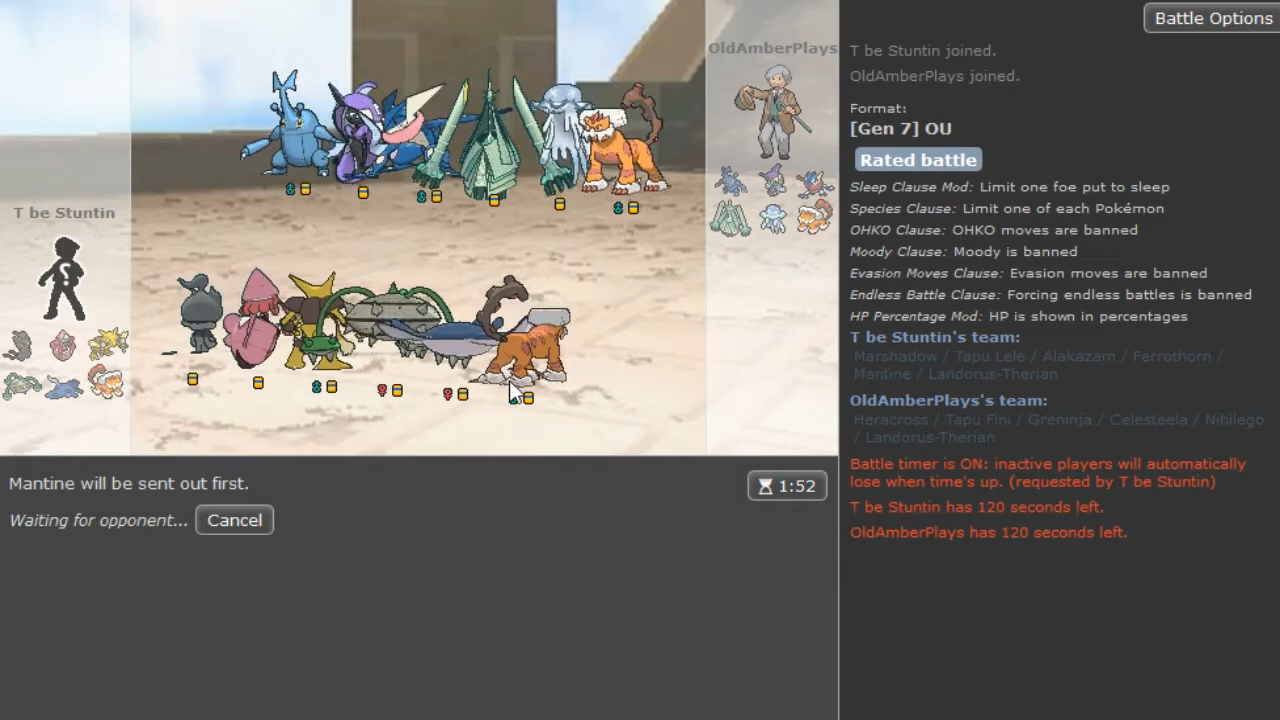 T be Stuntin
OldAmberPlays
Mantine will be sent out first.
1:52
Waiting for opponent...
Cancel
Battle Options
T be Stuntin joined.
OldAmberPlays joined.
Format:
[Gen 7] OU
Rated battle
Sleep Clause Mod: Limit one foe put to sleep
Species Clause: Limit one of each Pokémon
OHKO Clause: OHKO moves are banned
Moody Clause: Moody is banned
Evasion Moves Clause: Evasion moves are banned
Endless Battle Clause: Forcing endless battles is banned
HP Percentage Mod: HP is shown in percentages
T be Stuntin's team:
Marshadow / Tapu Lele / Alakazam / Ferrothorn /
Mantine / Landorus-Therian
OldAmberPlays's team:
Heracross / Tapu Fini / Greninja / Celesteela / Nihilego
/ Landorus-Therian
Battle timer is ON: inactive players will automatically
lose when time's up. (requested by T be Stuntin)
T be Stuntin has 120 seconds left.
OldAmberPlays has 120 seconds left.